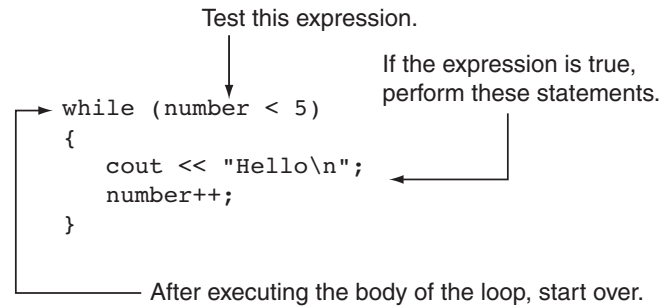 Test this expression.
If the expression is true,
perform these statements.
while (number < 5)
{
cout << "Hello\n";
number++;
}
After executing the body of the loop, start over.